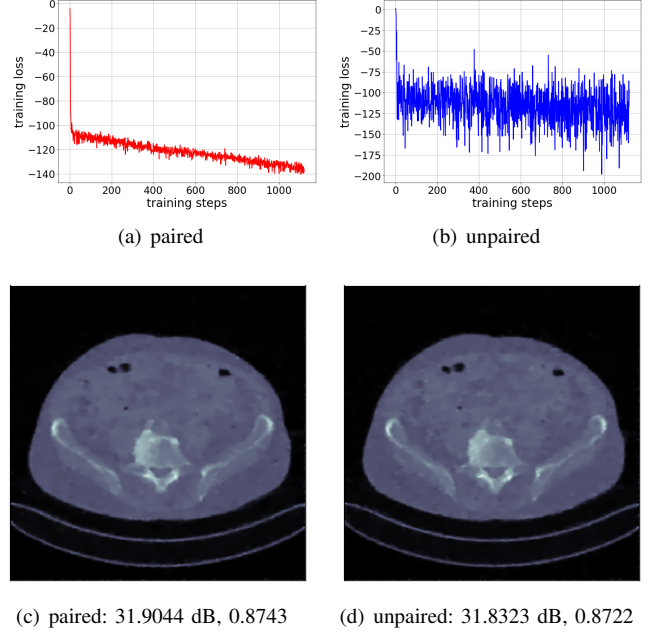 training loss
0
−20
−40
−60
−80
−100
−120
−140
0 200 400 600 800 1000
training steps
(a) paired
training loss
0
−25
−50
−75
−100
−125
−150
−175
−200
0 200 400 600 800 1000
training steps
(b) unpaired
(c) paired: 31.9044 dB, 0.8743
(d) unpaired: 31.8323 dB, 0.8722